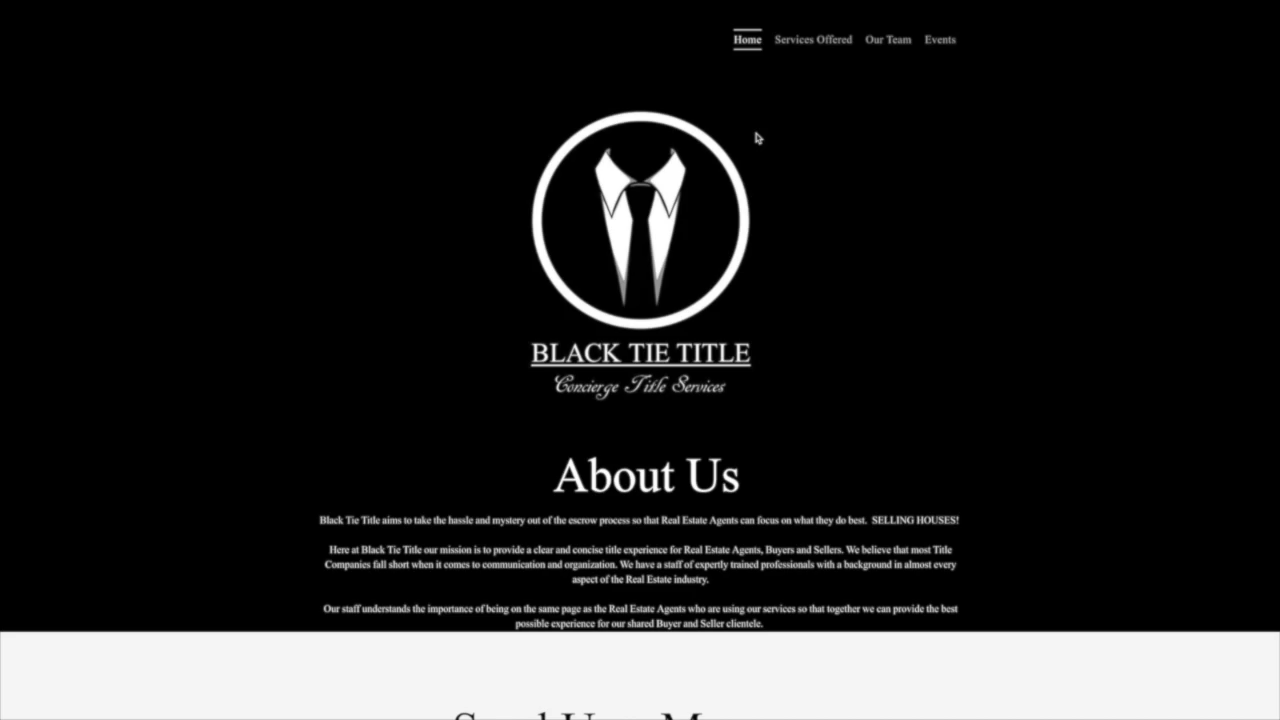 Home Services Offered Our Team Events
BLACK TIE TITLE
Concierge Title Services
About Us
Black Tie Title aims to take the hassle and mystery out of the escrow process so that Real Estate Agents can focus on what they do best. SELLING HOUSES!
Here at Black Tie Title our mission is to provide a clear and concise title experience for Real Estate Agents, Buyers and Sellers. We believe that most Title
Companies fall short when it comes to communication and organization. We have a staff of expertly trained professionals with a background in almost every
aspect of the Real Estate industry.
Our staff understands the importance of being on the same page as the Real Estate Agents who are using our services so that together we can provide the best
possible experience for our shared Buyer and Seller clientele.